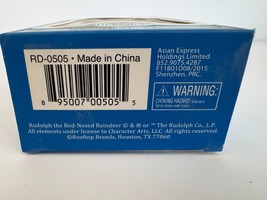 RD-0505 • Made in China
8 95007 00505 5
Asian Express
Holdings Limited
852.9075.4287
F11B01D08/2015
Shenzhen, PRC.
WARNING:
CHOKING HAZARD
Rudolph the Red-Nosed Reindeer © & ® or ™ The Rudolph Co., L.P.
All elements under license to Character Arts, LLC. All rights reserved.
©Rooftop Brands, Houston, TX 77060